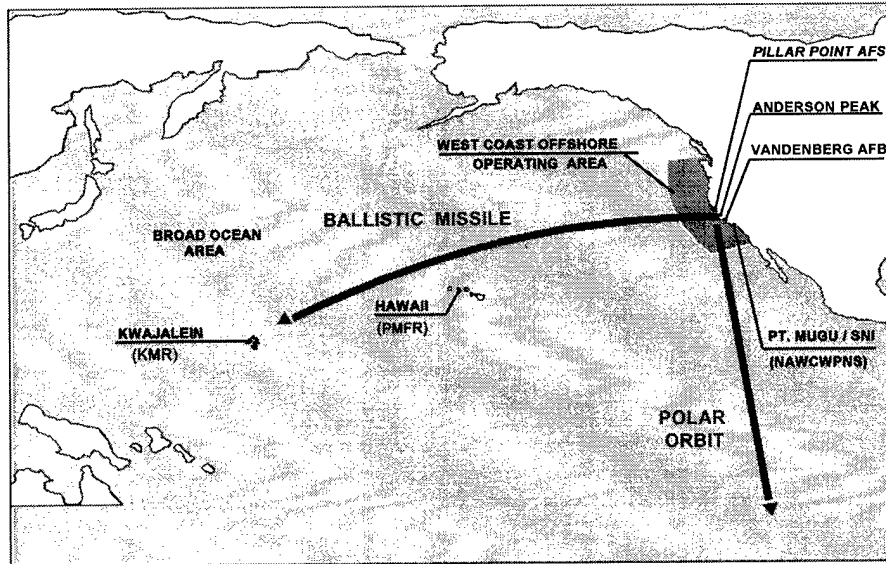 PILLAR POINT AFS
ANDERSON PEAK
WEST COAST OFFSHORE
OPERATING AREA
VANDENBERG AFB
BALLISTIC MISSILE
BROAD OCEAN
AREA
HAWAII
(PMFR)
KWAJALEIN
(KMR)
PT. MUGU / SNI
(NAWCWPNS)
POLAR
ORBIT